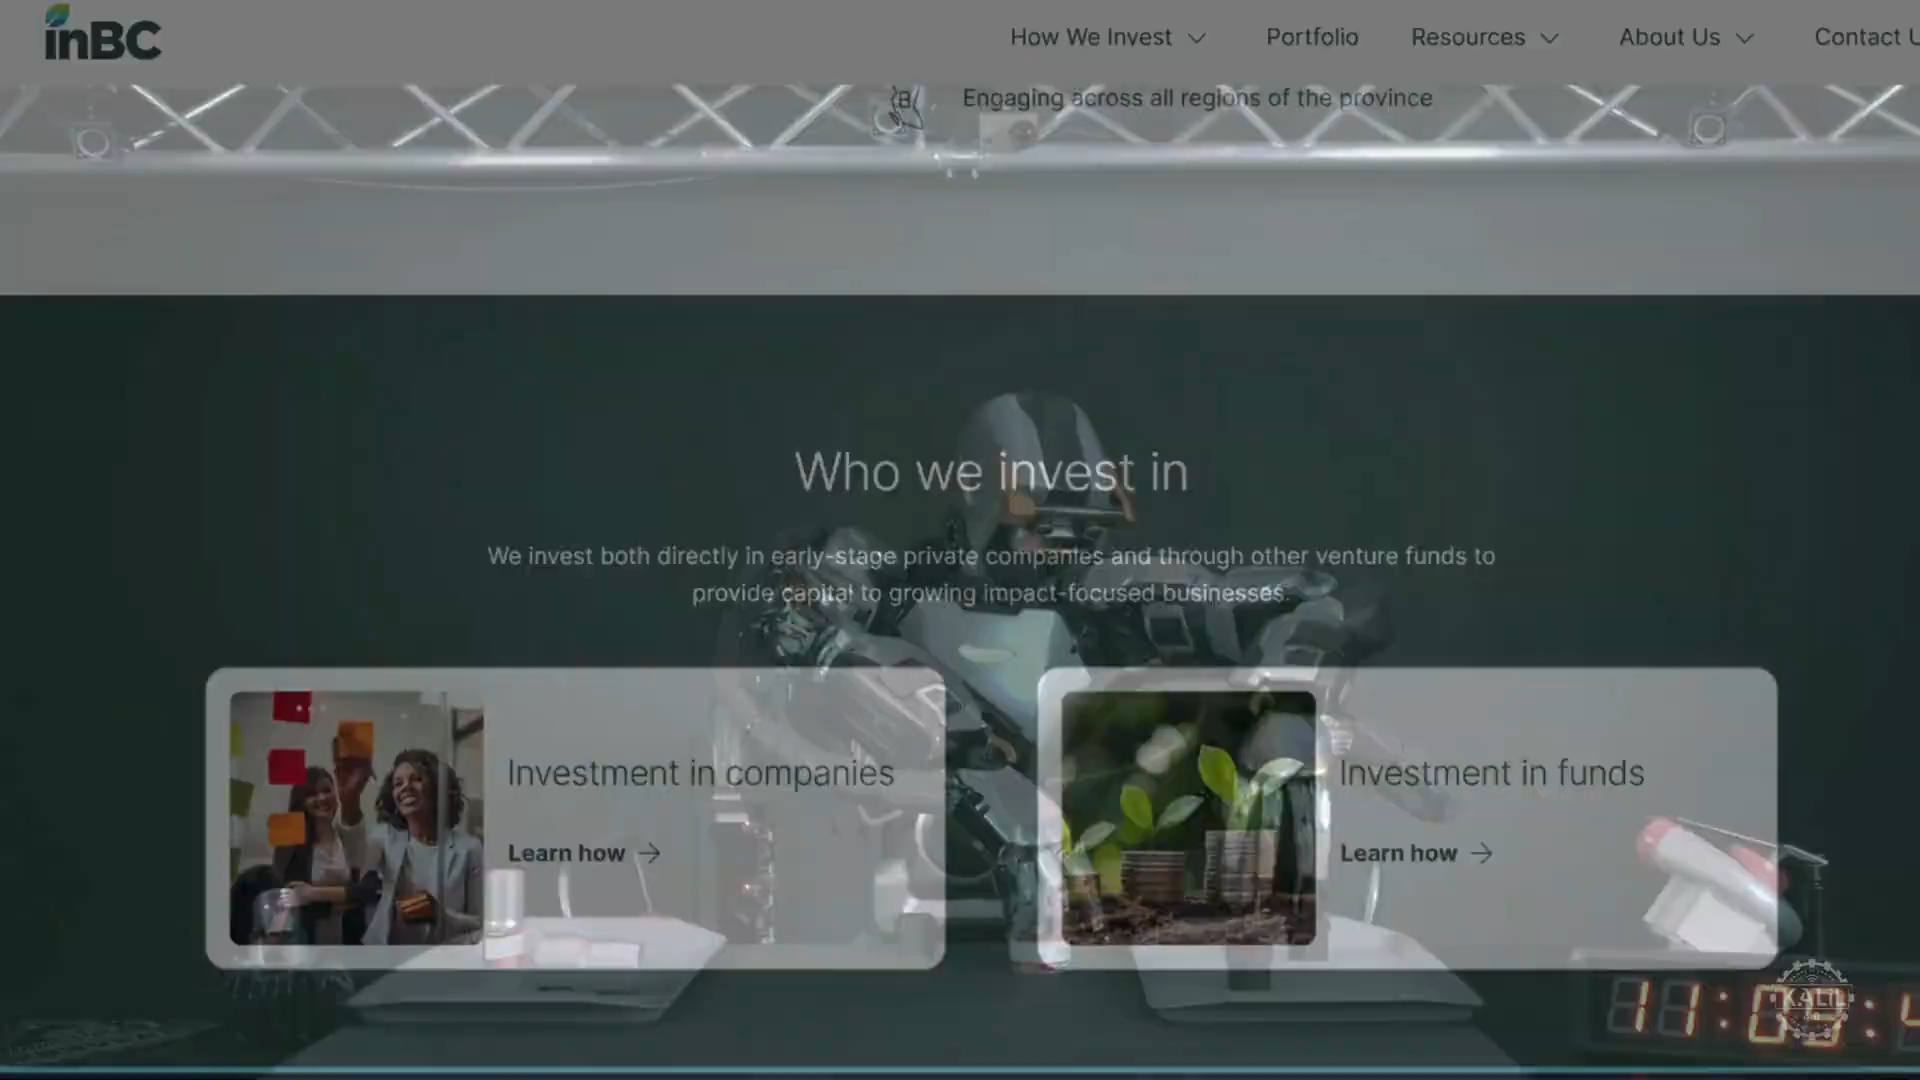 inBC
How We Invest
Portfolio
Resources
About Us
Contact U
Engaging across all regions of the province
Who we invest in
We invest both directly in early-stage private companies and through other venture funds to
provide capital to growing impact-focused businesses.
Investment in companies
Learn how
Investment in funds
Learn how
KALIL